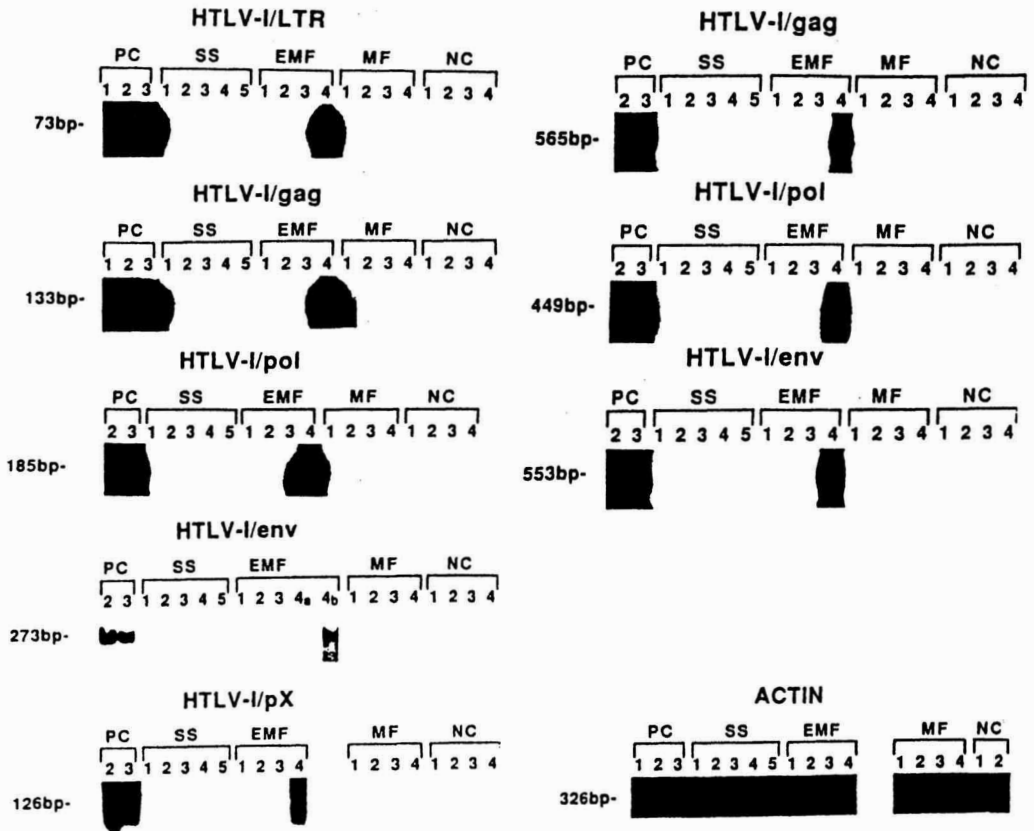 HTLV-I/LTR
PC SS EMF MF NC
1 2 3 1 2 3 4 5 1 2 3 4 1 2 3 4 1 2 3 4
73bp-
HTLV-I/gag
PC SS EMF MF NC
1 2 3 1 2 3 4 5 1 2 3 4 1 2 3 4 1 2 3 4
133bp-
HTLV-I/pol
PC SS EMF MF NC
2 3 1 2 3 4 5 1 2 3 4 1 2 3 4 1 2 3 4
185bp-
HTLV-I/env
PC SS EMF MF NC
2 3 1 2 3 4 5 1 2 3 4a 4b 1 2 3 4 1 2 3 4
273bp-
HTLV-I/pX
PC SS EMF MF NC
2 3 1 2 3 4 5 1 2 3 4 1 2 3 4 1 2 3 4
126bp-
HTLV-I/gag
PC SS EMF MF NC
2 3 1 2 3 4 5 1 2 3 4 1 2 3 4 1 2 3 4
565bp-
HTLV-I/pol
PC SS EMF MF NC
2 3 1 2 3 4 5 1 2 3 4 1 2 3 4 1 2 3 4
449bp-
HTLV-I/env
PC SS EMF MF NC
2 3 1 2 3 4 5 1 2 3 4 1 2 3 4 1 2 3 4
553bp-
ACTIN
PC SS EMF MF NC
1 2 3 1 2 3 4 5 1 2 3 4 1 2 3 4 1 2
326bp-